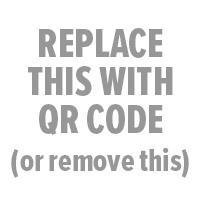 REPLACE
THIS WITH
QR CODE
(or remove this)